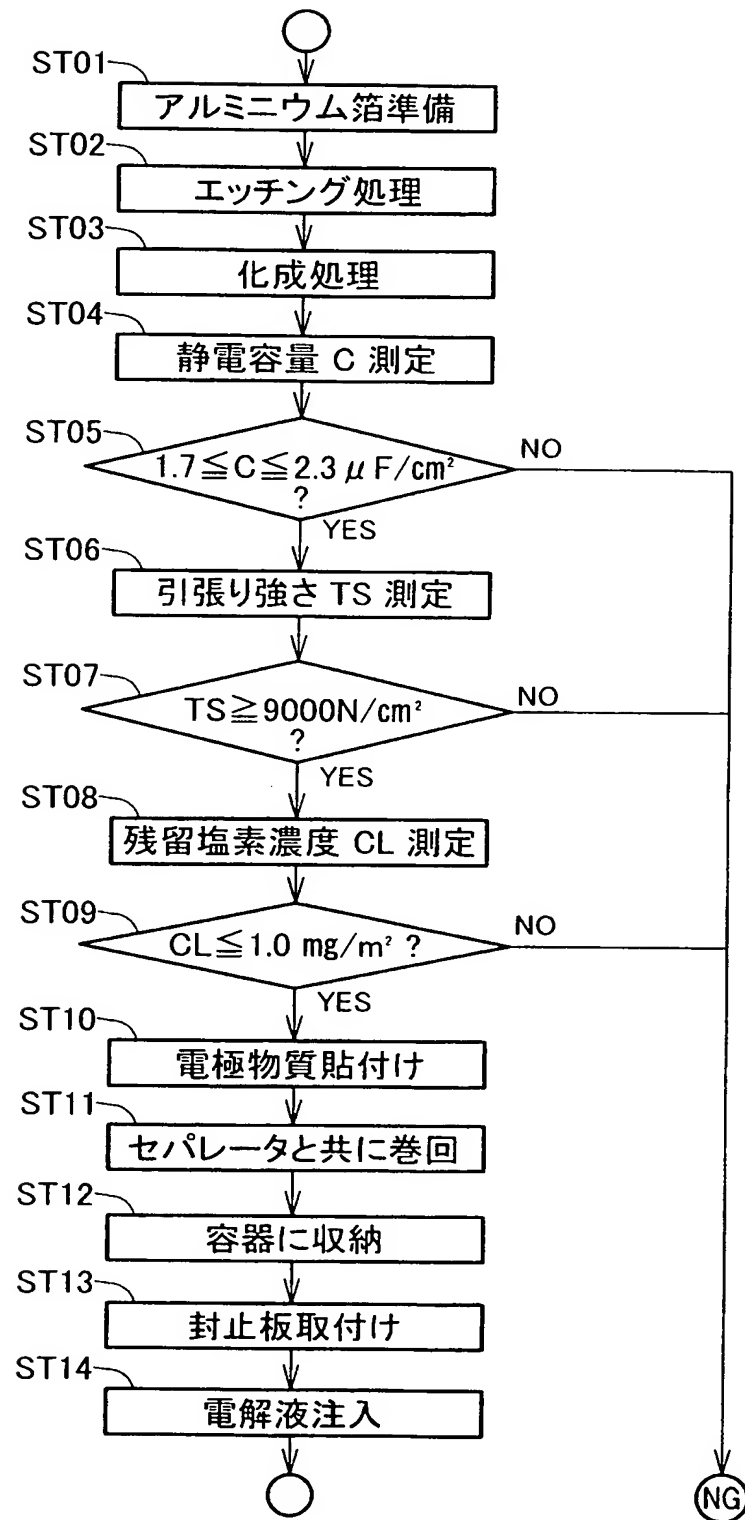 ST01
アルミニウム箔準備
ST02
エッチング処理
ST03
化成処理
ST04
静電容量 C 測定
ST05
1.7≦C≦2.3 μF/cm²
?
NO
YES
ST06
引張り強さ TS 測定
ST07
TS≧9000N/cm²
?
NO
YES
ST08
残留塩素濃度 CL 測定
ST09
CL≦1.0 mg/m² ?
NO
YES
ST10
電極物質貼付け
ST11
セパレータと共に巻回
ST12
容器に収納
ST13
封止板取付け
ST14
電解液注入
NG